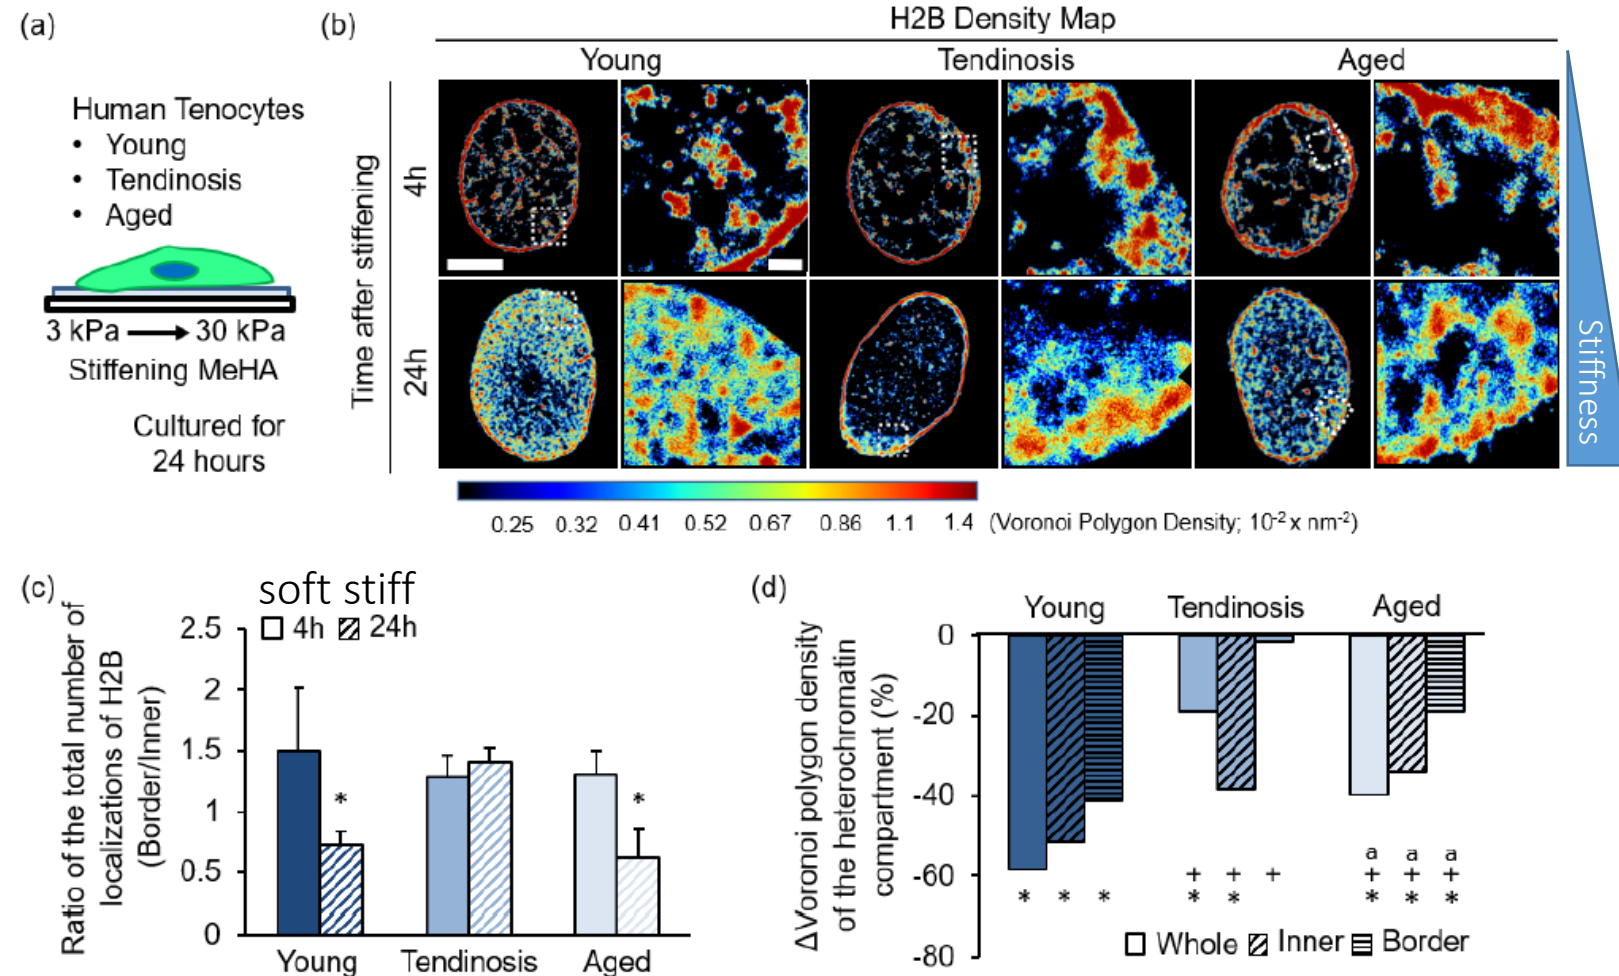 (a)
Human Tenocytes
• Young
• Tendinosis
• Aged
3 kPa → 30 kPa
Stiffening MeHA
Cultured for
24 hours
(b)
H2B Density Map
Young Tendinosis Aged
Time after stiffening
4h
24h
Stiffness
0.25 0.32 0.41 0.52 0.67 0.86 1.1 1.4 (Voronoi Polygon Density; 10⁻² x nm⁻²)
(c)
soft stiff
4h 24h
Ratio of the total number of
localizations of H2B
(Border/Inner)
2.5
2
1.5
1
0.5
0
* *
Young Tendinosis Aged
(d)
Young Tendinosis Aged
ΔVoronoi polygon density
of the heterochromatin
compartment (%)
0
-20
-40
-60
-80
a a a
+ + + + + +
* * * * * * * *
Whole Inner Border